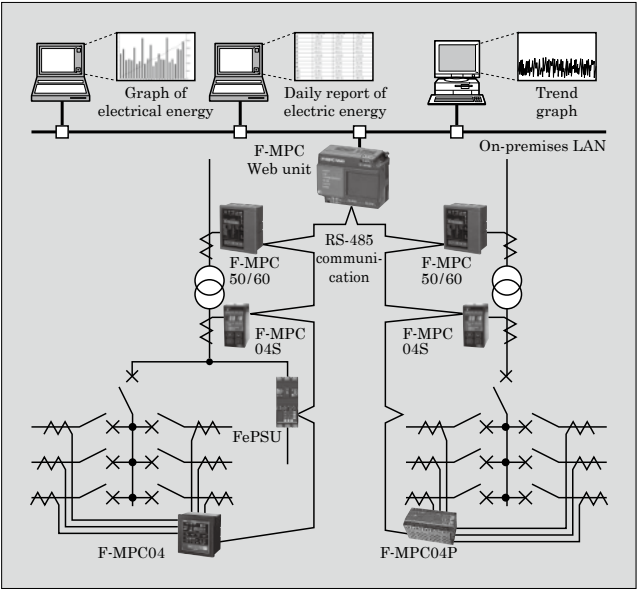 Graph of
electrical energy
Daily report of
electric energy
Trend
graph
On-premises LAN
F-MPC
Web unit
RS-485
communi-
cation
F-MPC
50/60
F-MPC
50/60
F-MPC
04S
F-MPC
04S
FePSU
F-MPC04
F-MPC04P